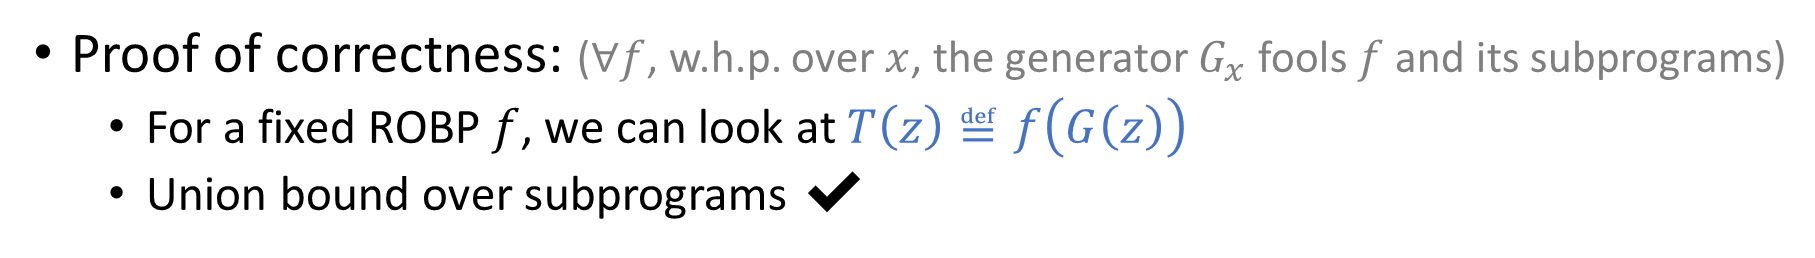 • Proof of correctness: (∀f, w.h.p. over x, the generator Gₓ fools f and its subprograms)
• For a fixed ROBP f, we can look at T(z) ≝ f(G(z))
• Union bound over subprograms ✔